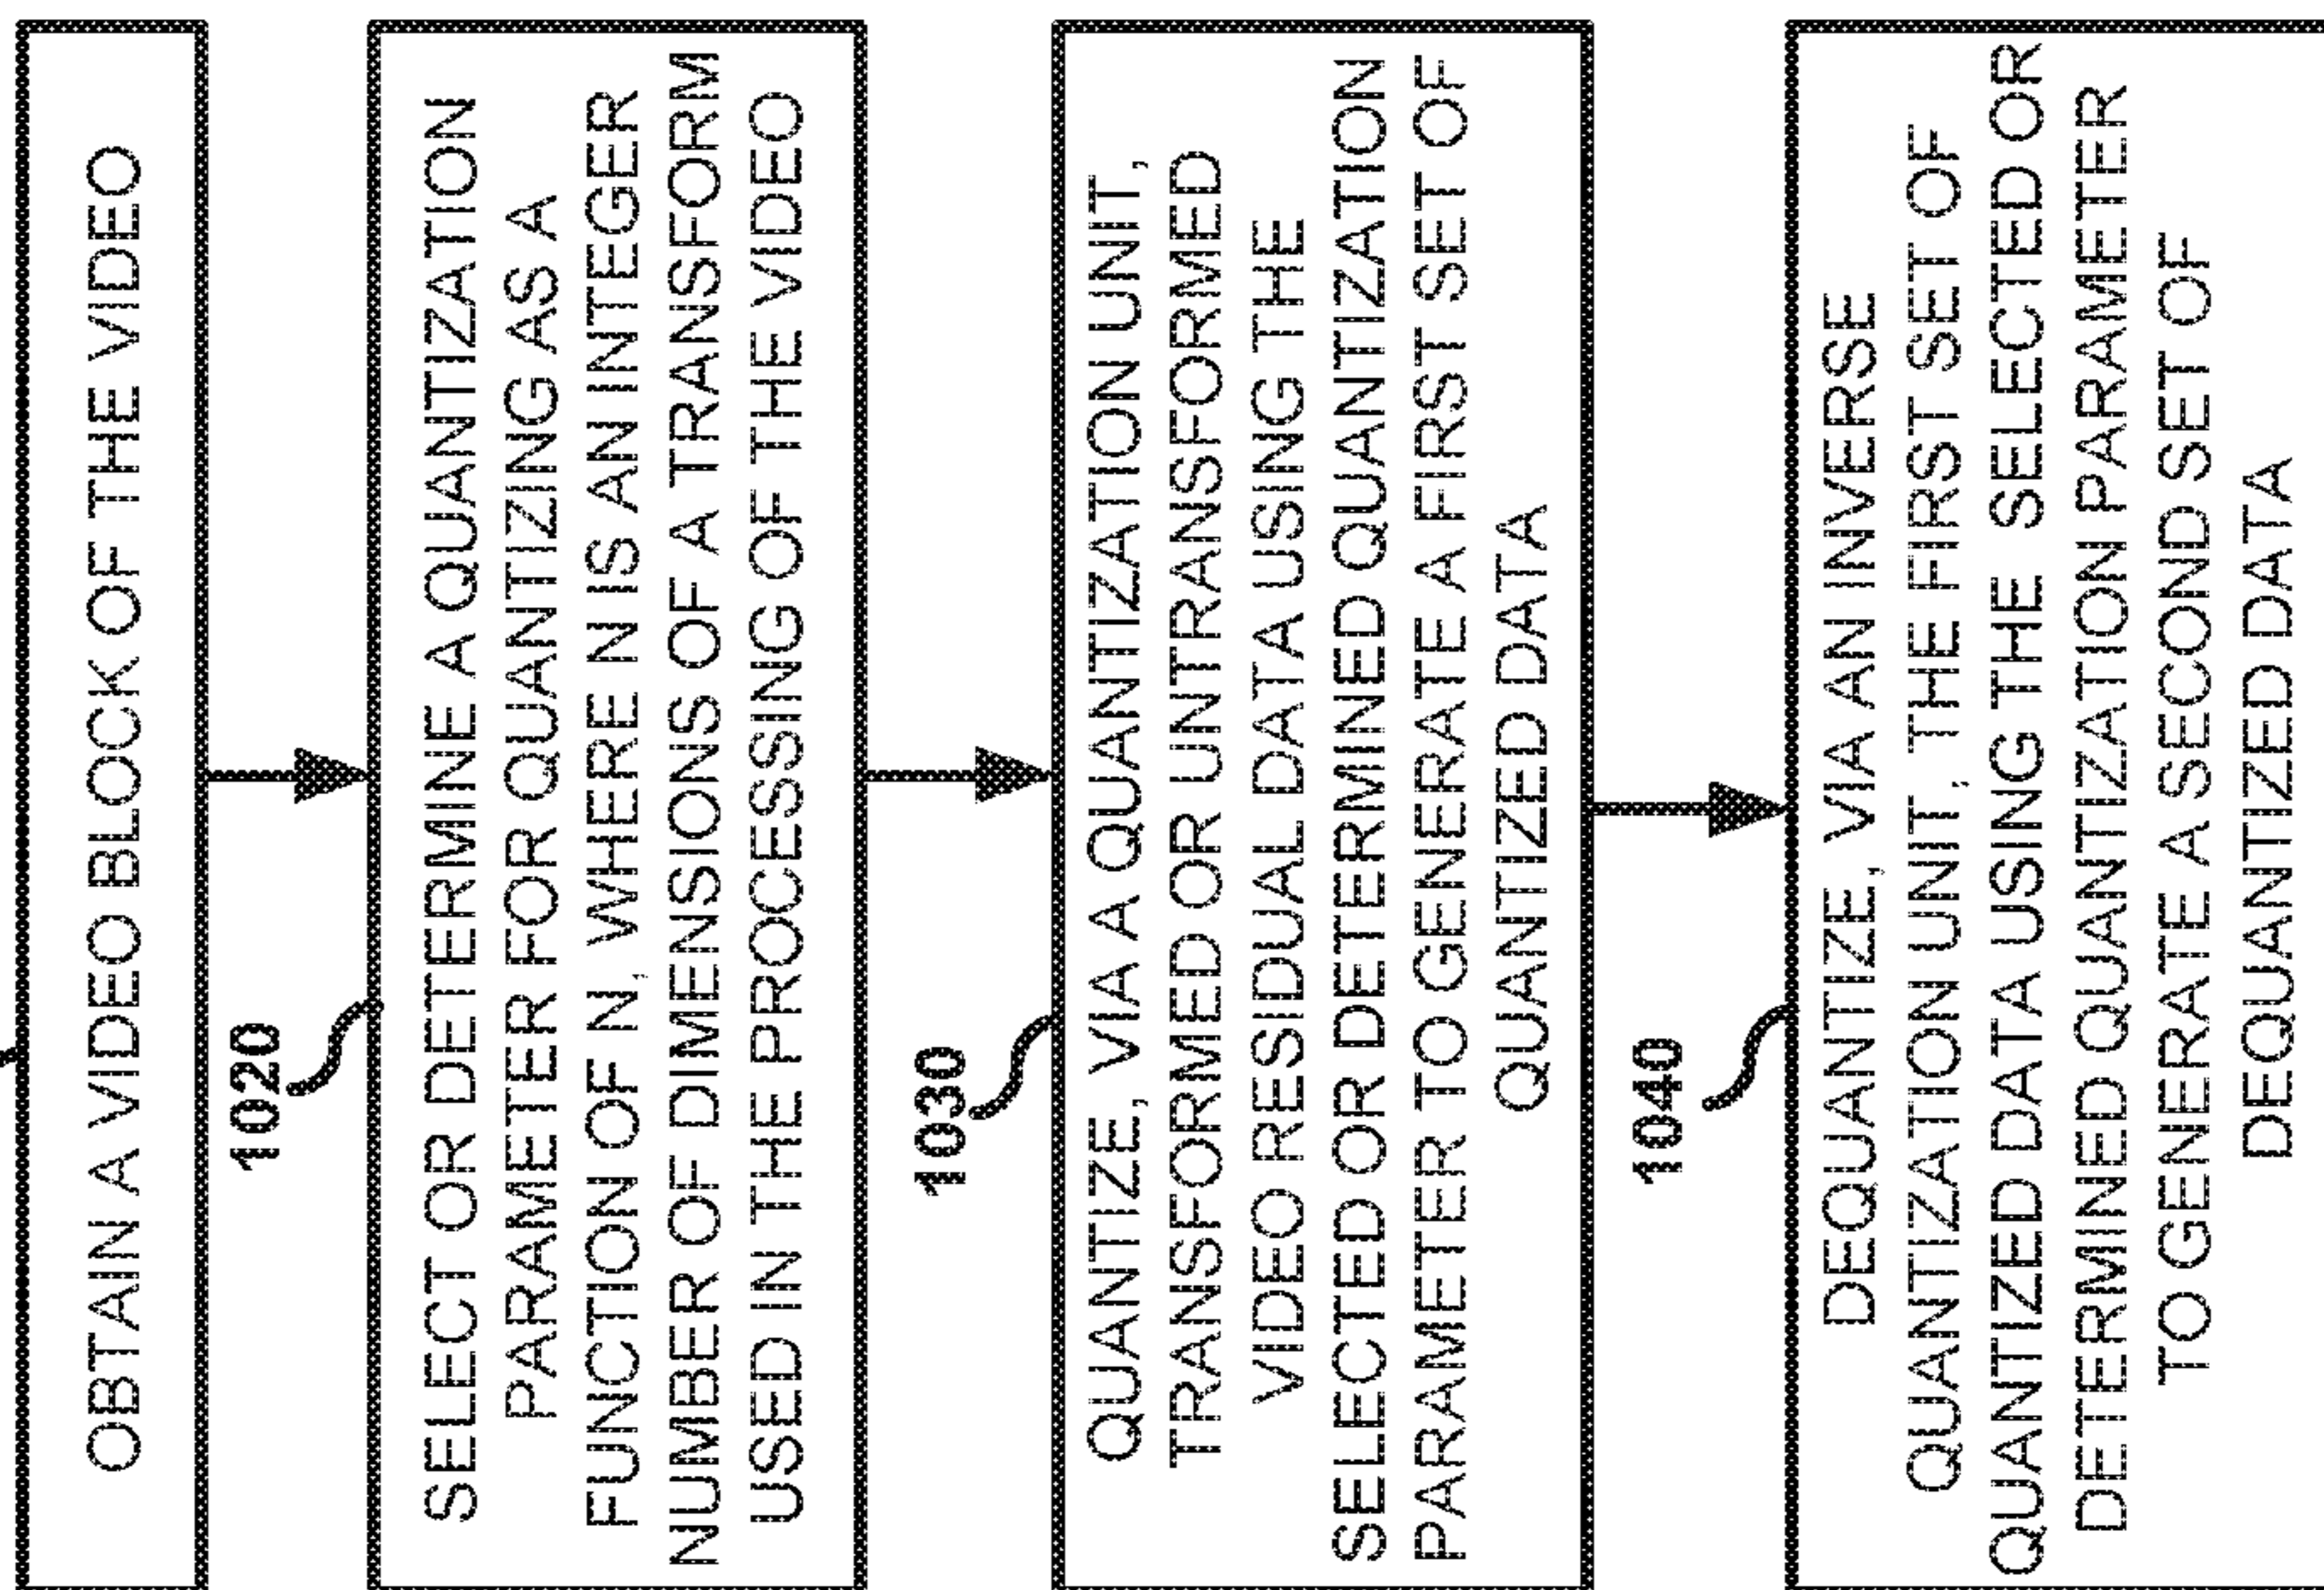 OBTAIN A VIDEO BLOCK OF THE VIDEO
1020
SELECT OR DETERMINE A QUANTIZATION
PARAMETER FOR QUANTIZING AS A
FUNCTION OF N, WHERE N IS AN INTEGER
NUMBER OF DIMENSIONS OF A TRANSFORM
USED IN THE PROCESSING OF THE VIDEO
1030
QUANTIZE, VIA A QUANTIZATION UNIT,
TRANSFORMED OR UNTRANSFORMED
VIDEO RESIDUAL DATA USING THE
SELECTED OR DETERMINED QUANTIZATION
PARAMETER TO GENERATE A FIRST SET OF
QUANTIZED DATA
1040
DEQUANTIZE, VIA AN INVERSE
QUANTIZATION UNIT, THE FIRST SET OF
QUANTIZED DATA USING THE SELECTED OR
DETERMINED QUANTIZATION PARAMETER
TO GENERATE A SECOND SET OF
DEQUANTIZED DATA